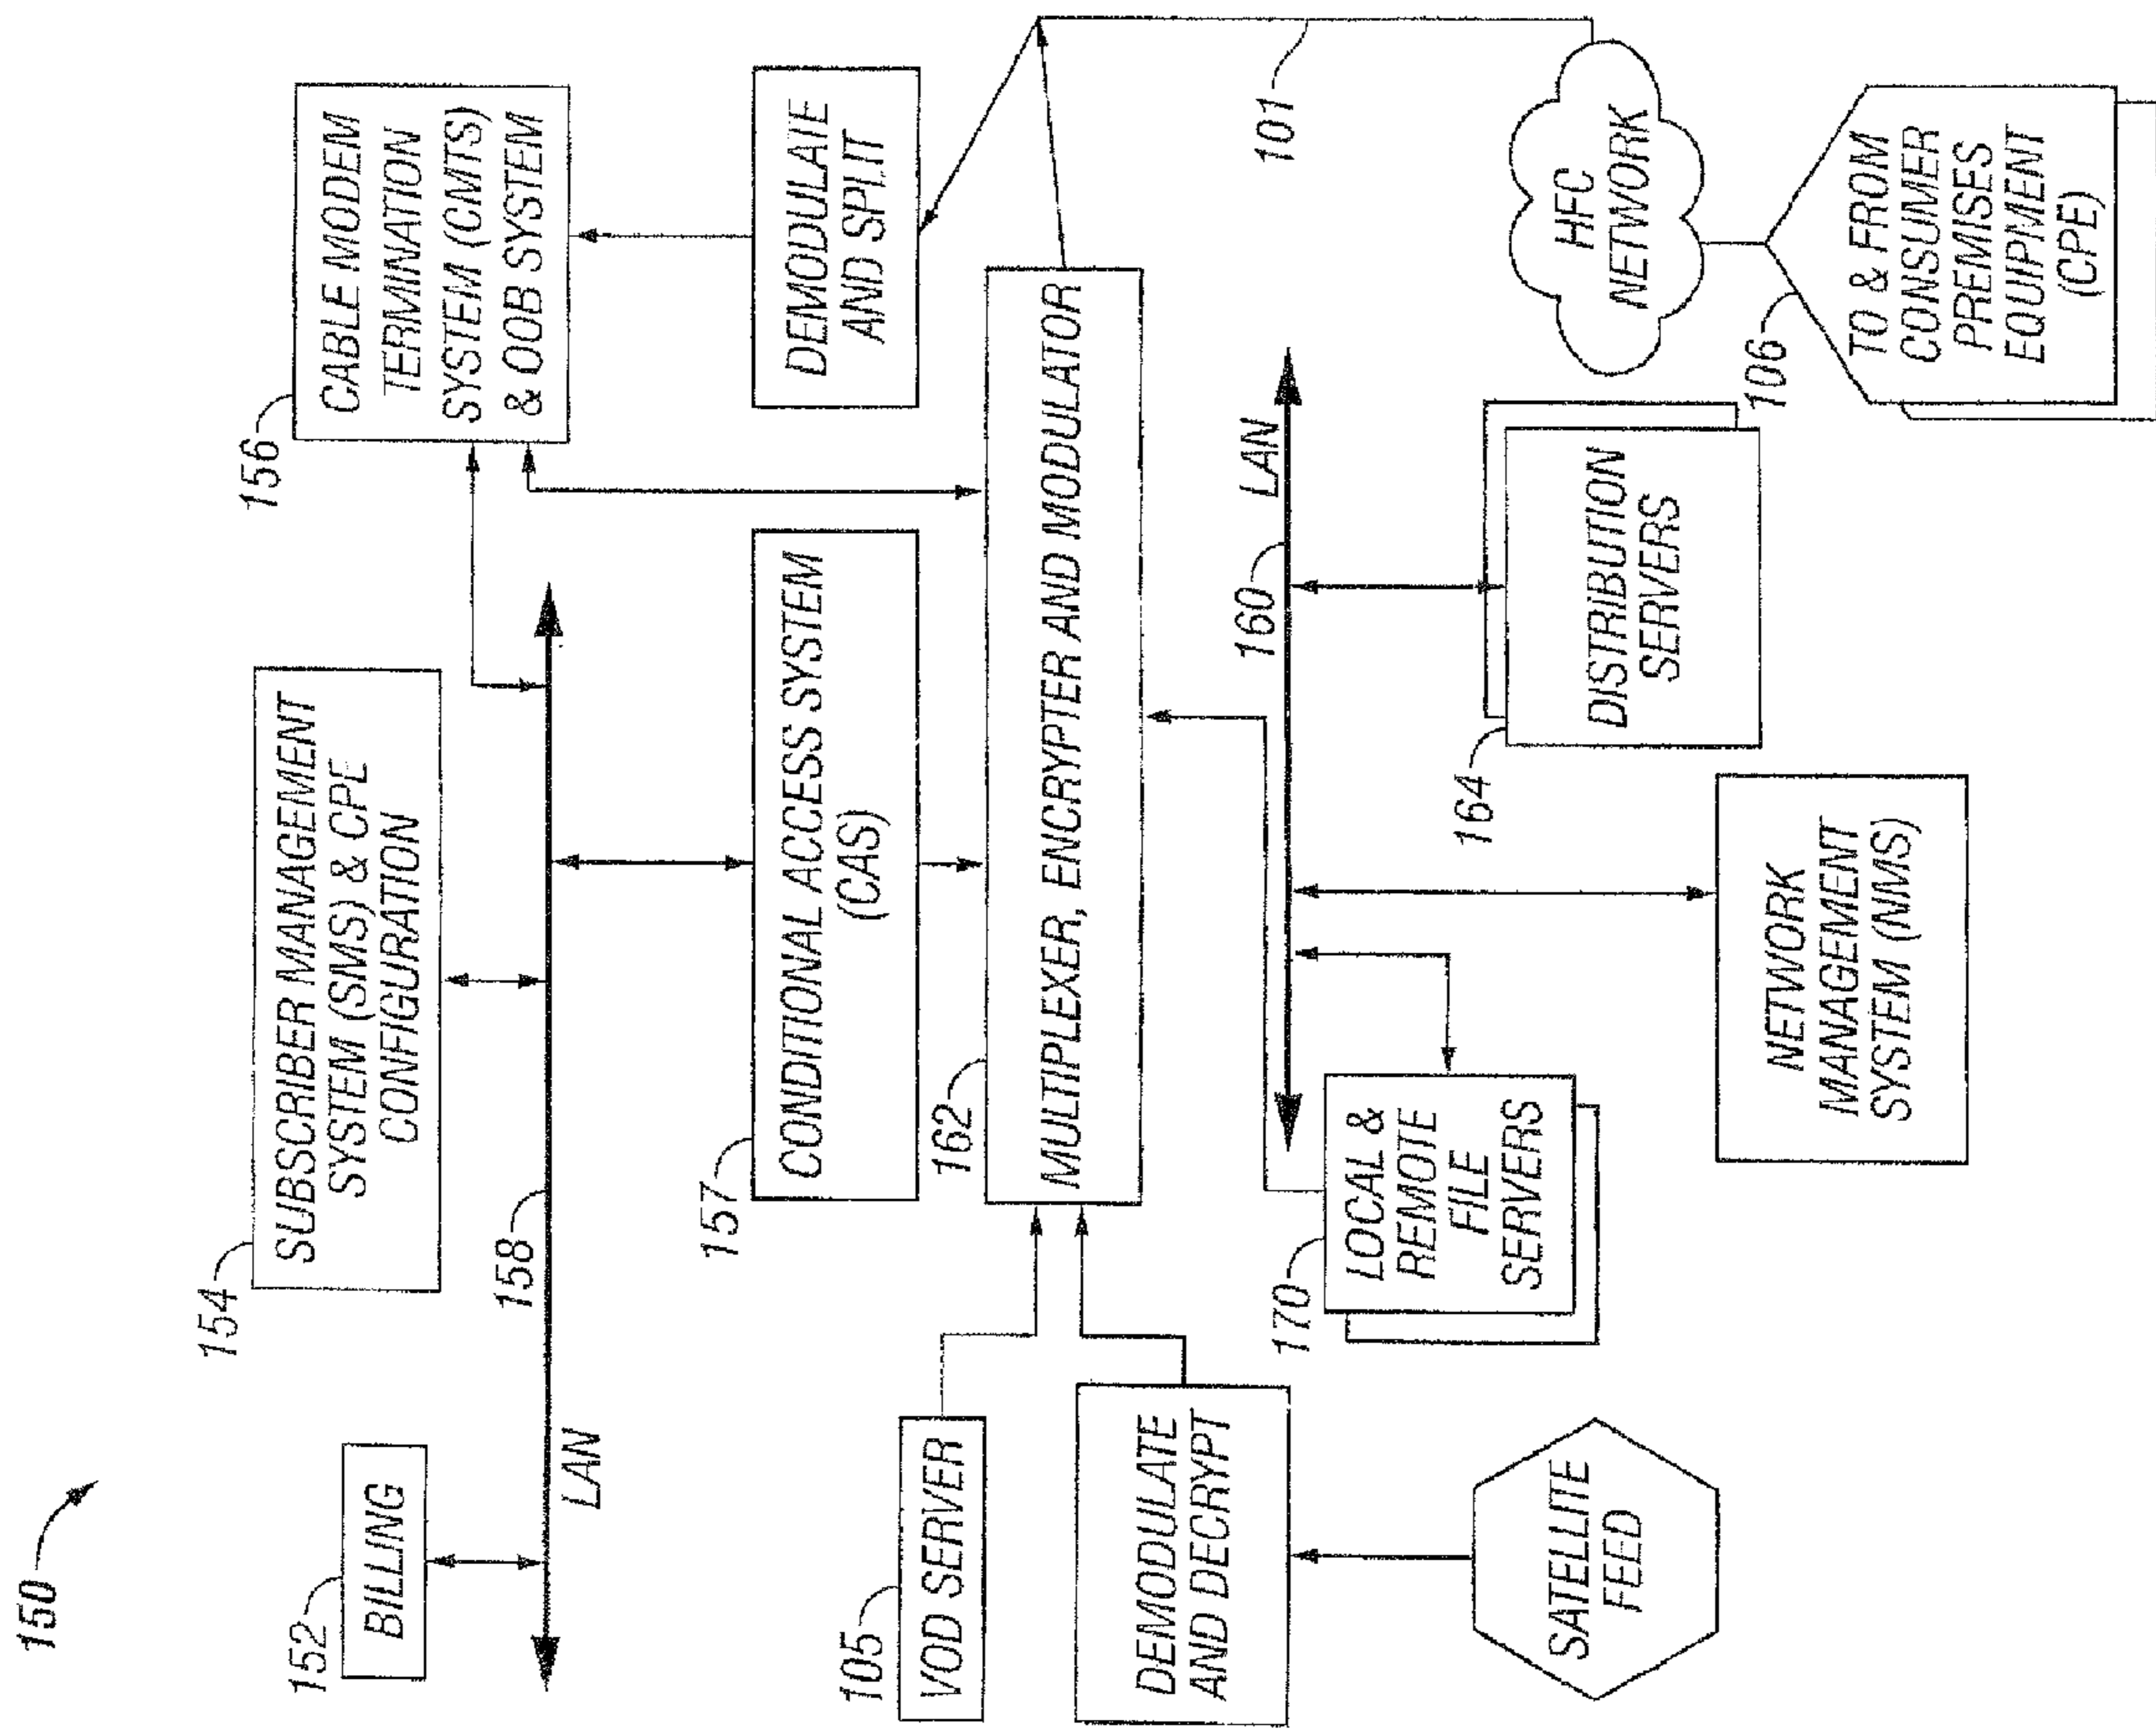 150
152
BILLING
154
SUBSCRIBER MANAGEMENT
SYSTEM (SMS) & CPE
CONFIGURATION
156
CABLE MODEM
TERMINATION
SYSTEM (CMTS)
& OOB SYSTEM
158
LAN
105
VOD SERVER
157
CONDITIONAL ACCESS SYSTEM
(CAS)
DEMODULATE
AND SPLIT
162
MULTIPLEXER, ENCRYPTER AND MODULATOR
DEMODULATE
AND DECRYPT
160
LAN
101
170
LOCAL &
REMOTE
FILE
SERVERS
164
DISTRIBUTION
SERVERS
HFC
NETWORK
SATELLITE
FEED
NETWORK
MANAGEMENT
SYSTEM (NMS)
106
TO & FROM
CONSUMER
PREMISES
EQUIPMENT
(CPE)